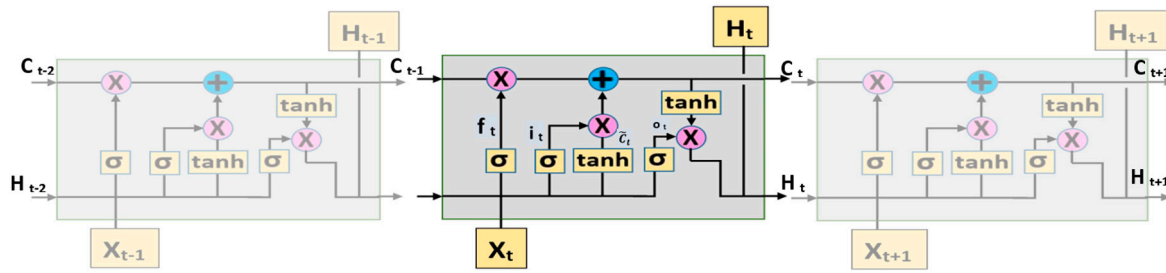 H t-1
H t
H t+1
C t-2
X
+
C t-1
X
+
C t
X
+
C t+1
tanh
tanh
tanh
f t
i t
X
C̃ t
o t
X
X
X
X
X
σ
σ
tanh
σ
σ
σ
tanh
σ
σ
σ
tanh
σ
H t-2
H t
H t+1
X t-1
X t
X t+1